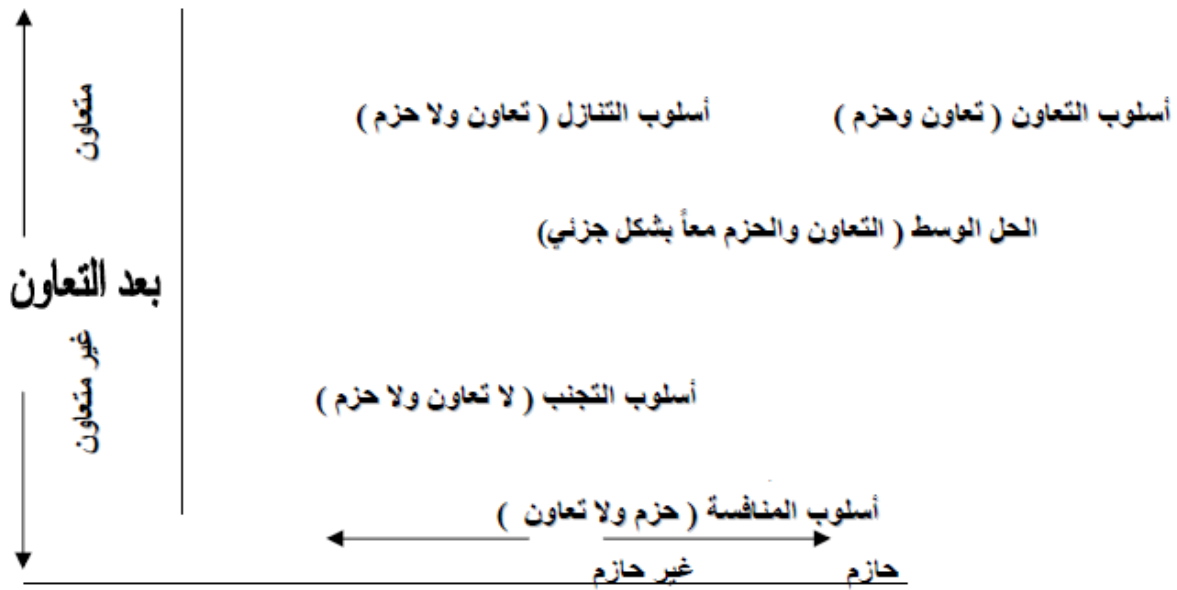 متعاون
أسلوب التعاون ( تعاون وحزم )
أسلوب التنازل ( تعاون ولا حزم )
الحل الوسط ( التعاون والحزم معاً بشكل جزئي)
بعد التعاون
غير متعاون
أسلوب التجنب ( لا تعاون ولا حزم )
أسلوب المنافسة ( حزم ولا تعاون )
حازم
غير حازم